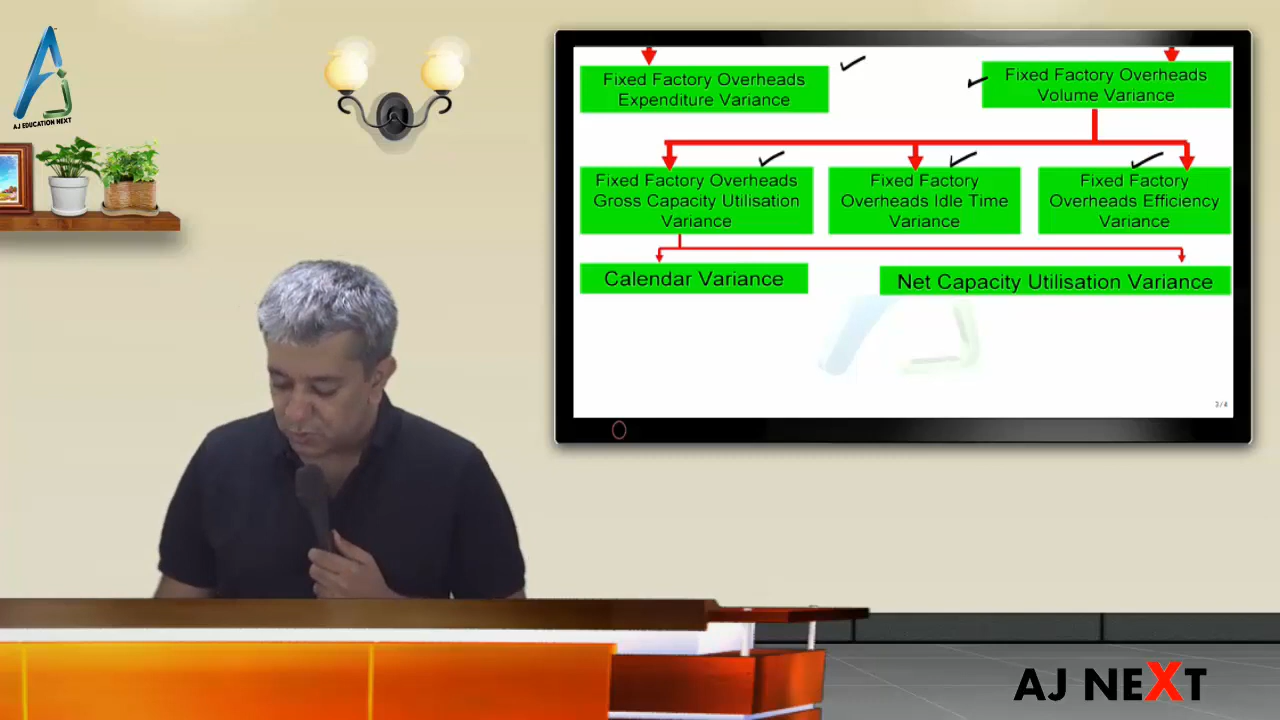 AJ EDUCATION NEXT
Fixed Factory Overheads
Expenditure Variance
Fixed Factory Overheads
Volume Variance
Fixed Factory Overheads
Gross Capacity Utilisation
Variance
Fixed Factory
Overheads Idle Time
Variance
Fixed Factory
Overheads Efficiency
Variance
Calendar Variance
Net Capacity Utilisation Variance
3/4
AJ NEXT